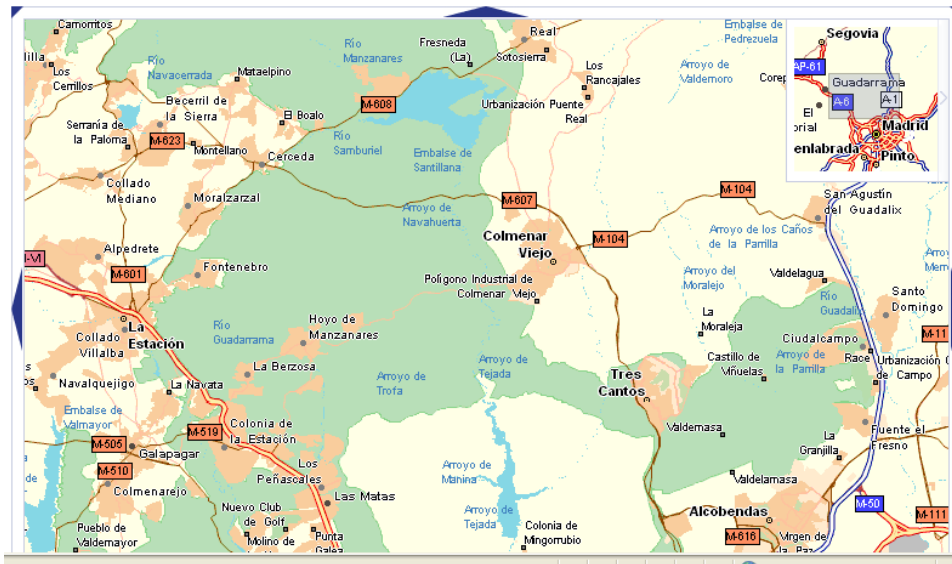 Camorritos
Real
Embalse de
Pedrezuela
Segovia
Río
Manzanares
Fresneda
(La)
Sotosierra
Río
Navacerrada
Los
Cerrillos
Mataelpino
Los
Rancajales
Arroyo de
Valdemoro
AP-61
Guadarrama
A-6
A-1
El
Madrid
Pinto
Becerril de
la Sierra
M-608
Urbanización Puente
Real
Serranía de
la Paloma
El Boalo
M-623
Montellano
Río
Samburiel
Embalse de
Santillana
Cerceda
Collado
Mediano
Moralzarzal
Arroyo de
Navahuerta
M-607
M-104
San Agustín
del Guadalix
Colmenar
Viejo
M-104
Arroyo de los Caños
de la Parrilla
Alpedrete
M-601
Fontenebro
Polígono Industrial de
Colmenar Viejo
Arroyo del
Moralejo
Valdelagua
Santo
Domingo
Río
La
Estación
Collado
Villalba
Río
Guadarrama
Hoyo de
Manzanares
La
Moraleja
Ciudalcampo
Race
La Berzosa
Arroyo de
Trofa
Arroyo de
Tejada
Castillo de
Viñuelas
Arroyo de
la Parrilla
Urbanización
de Campo
Navalquejigo
La Navata
Tres
Cantos
Embalse de
Valmayor
M-519
Colonia de
la Estación
Valdemasa
La
Granjilla
Fuente el
Fresno
M-505
Galapagar
M-510
Los
Peñascales
Arroyo de
Manina
Valdelamasa
Colmenarejo
Las Matas
Nuevo Club
de Golf
Arroyo de
Tejada
Alcobendas
M-50
M-111
Pueblo de
Valdemayor
Molino de
Punta
Colonia de
Mingorrubio
M-616
Virgen de
la Paz